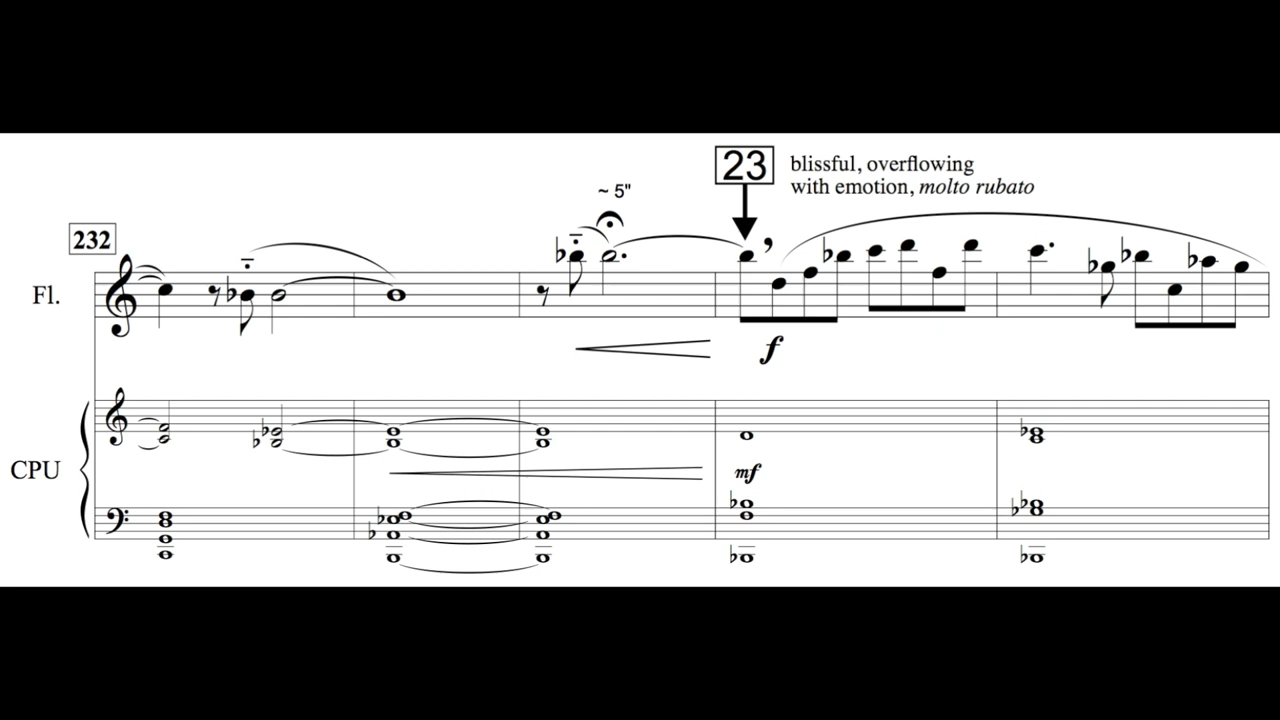 ~ 5"
23
blissful, overflowing
with emotion, molto rubato
232
Fl.
f
CPU
mf